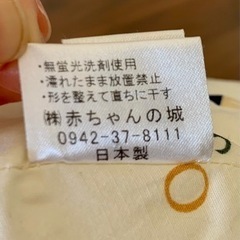 ・無蛍光洗剤使用
・濡れたまま放置禁止
・形を整えて直ちに干す
㈱赤ちゃんの城
0942-37-8111
日本製